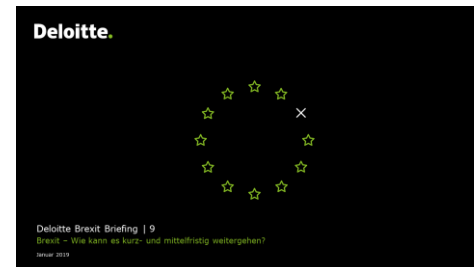 Deloitte.
Deloitte Brexit Briefing | 9
Brexit – Wie kann es kurz- und mittelfristig weitergehen?
Januar 2019